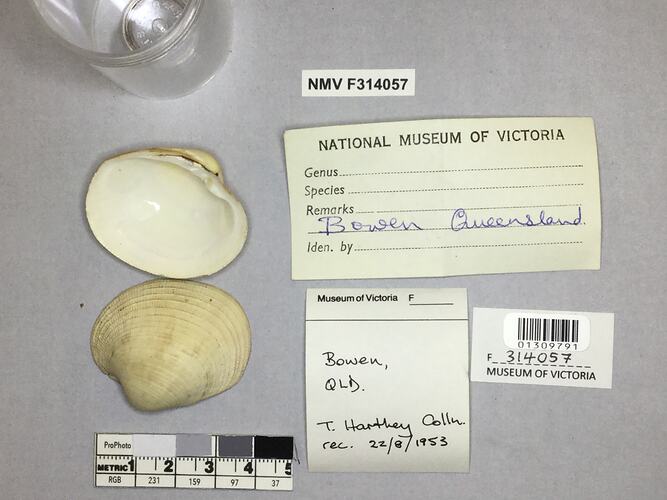 NMV F314057
NATIONAL MUSEUM OF VICTORIA
Genus
Species
Remarks
Bowen Queensland.
Iden. by
Museum of Victoria F
Bowen,
QLD.
T. Harthey Colln.
rec. 22/8/1953
01309791
F 314057
MUSEUM OF VICTORIA
ProPhoto
METRIC 1 2 3 4 5
RGB 231 159 97 37